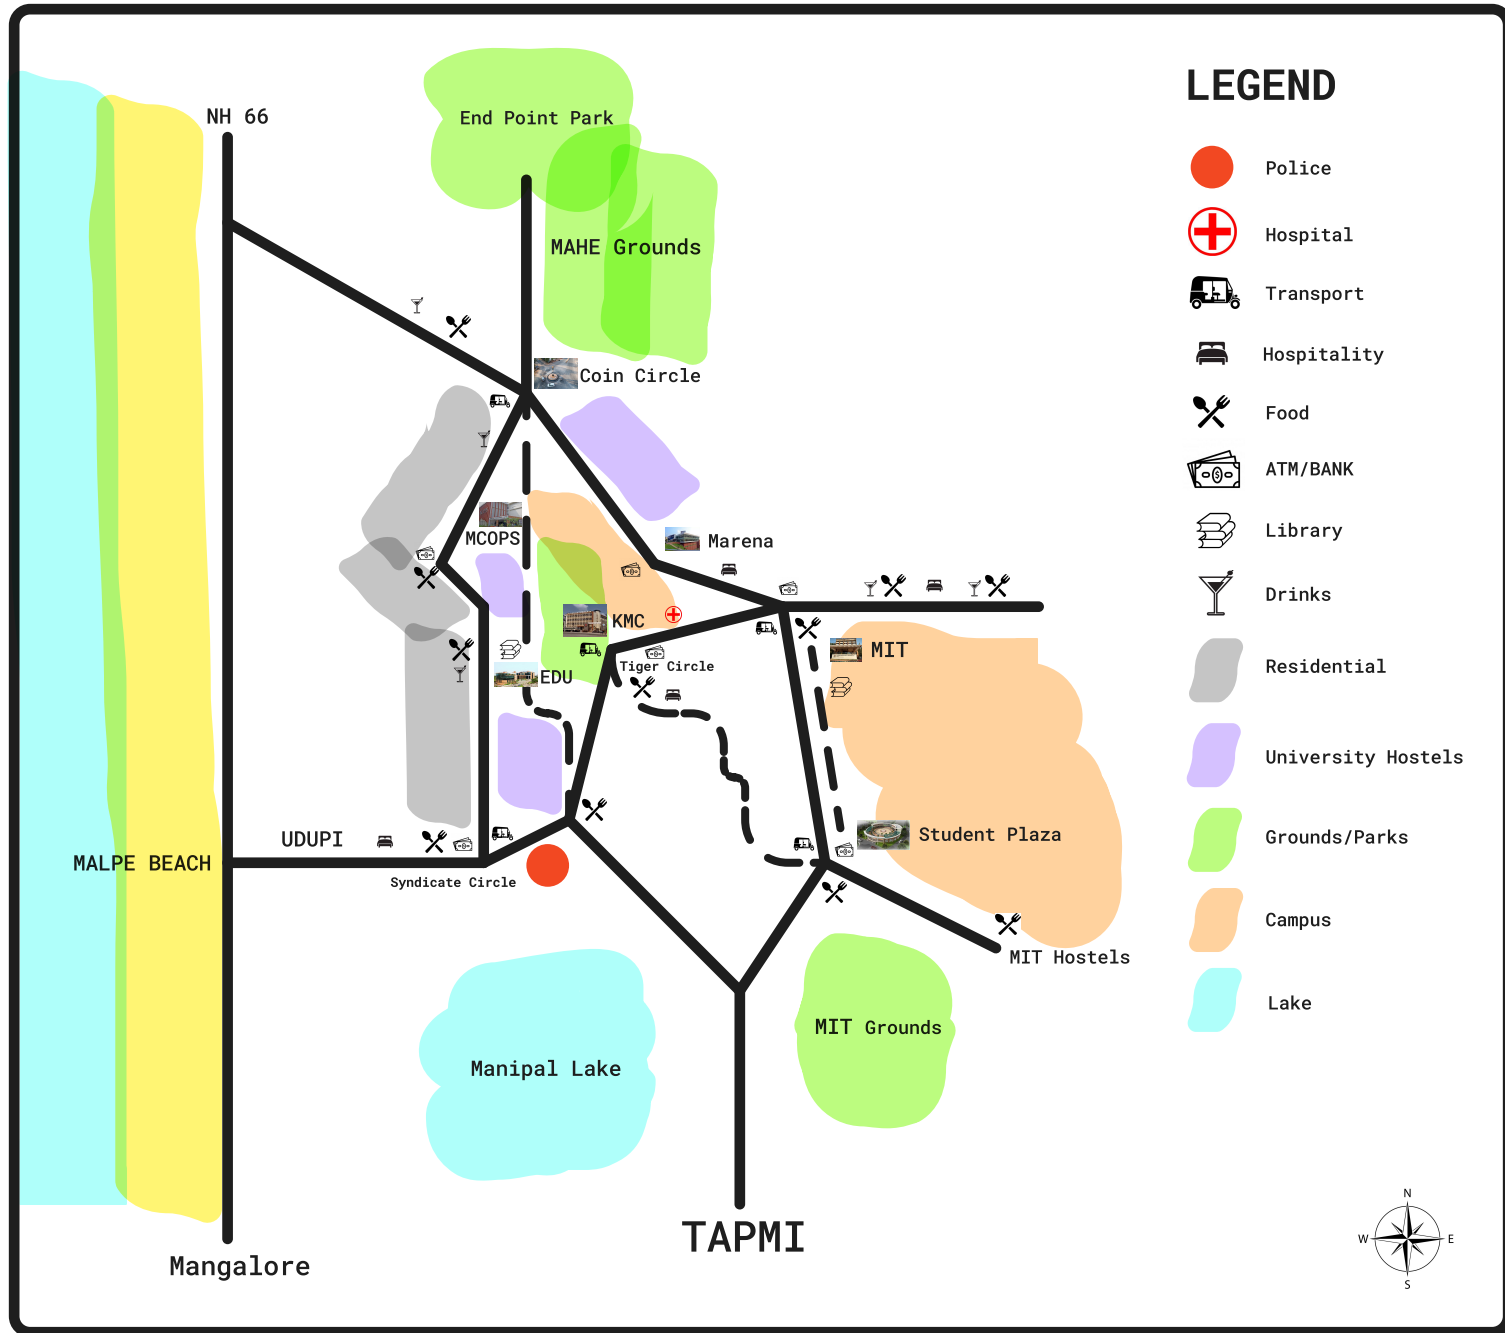 LEGEND
NH 66
End Point Park
Police
Hospital
MAHE Grounds
Transport
Hospitality
Coin Circle
Food
ATM/BANK
MCOPS
Marena
Library
Drinks
KMC
Tiger Circle
EDU
MIT
Residential
University Hostels
UDUPI
Student Plaza
Grounds/Parks
MALPE BEACH
Syndicate Circle
Campus
MIT Hostels
Lake
MIT Grounds
Manipal Lake
TAPMI
Mangalore
N
W
E
S